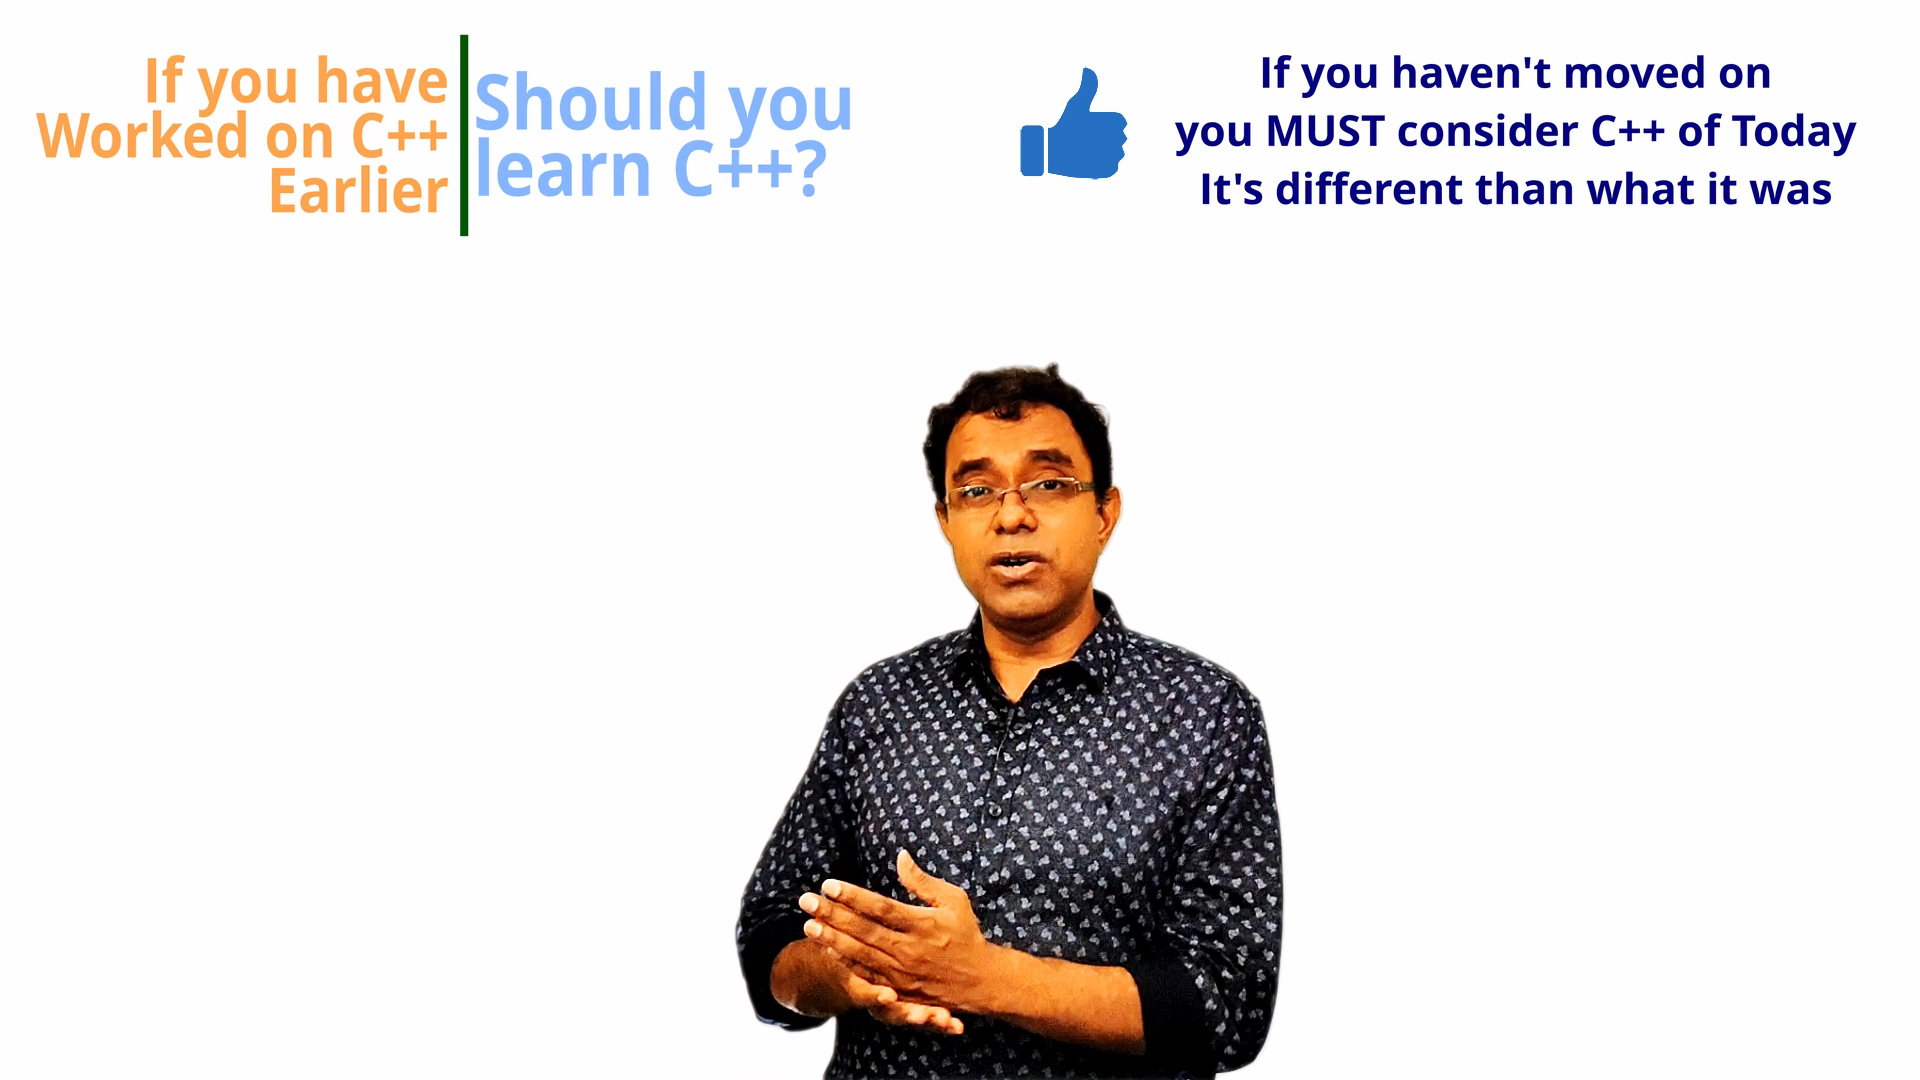 If you have
Worked on C++
Earlier
Should you
learn C++?
If you haven't moved on
you MUST consider C++ of Today
It's different than what it was